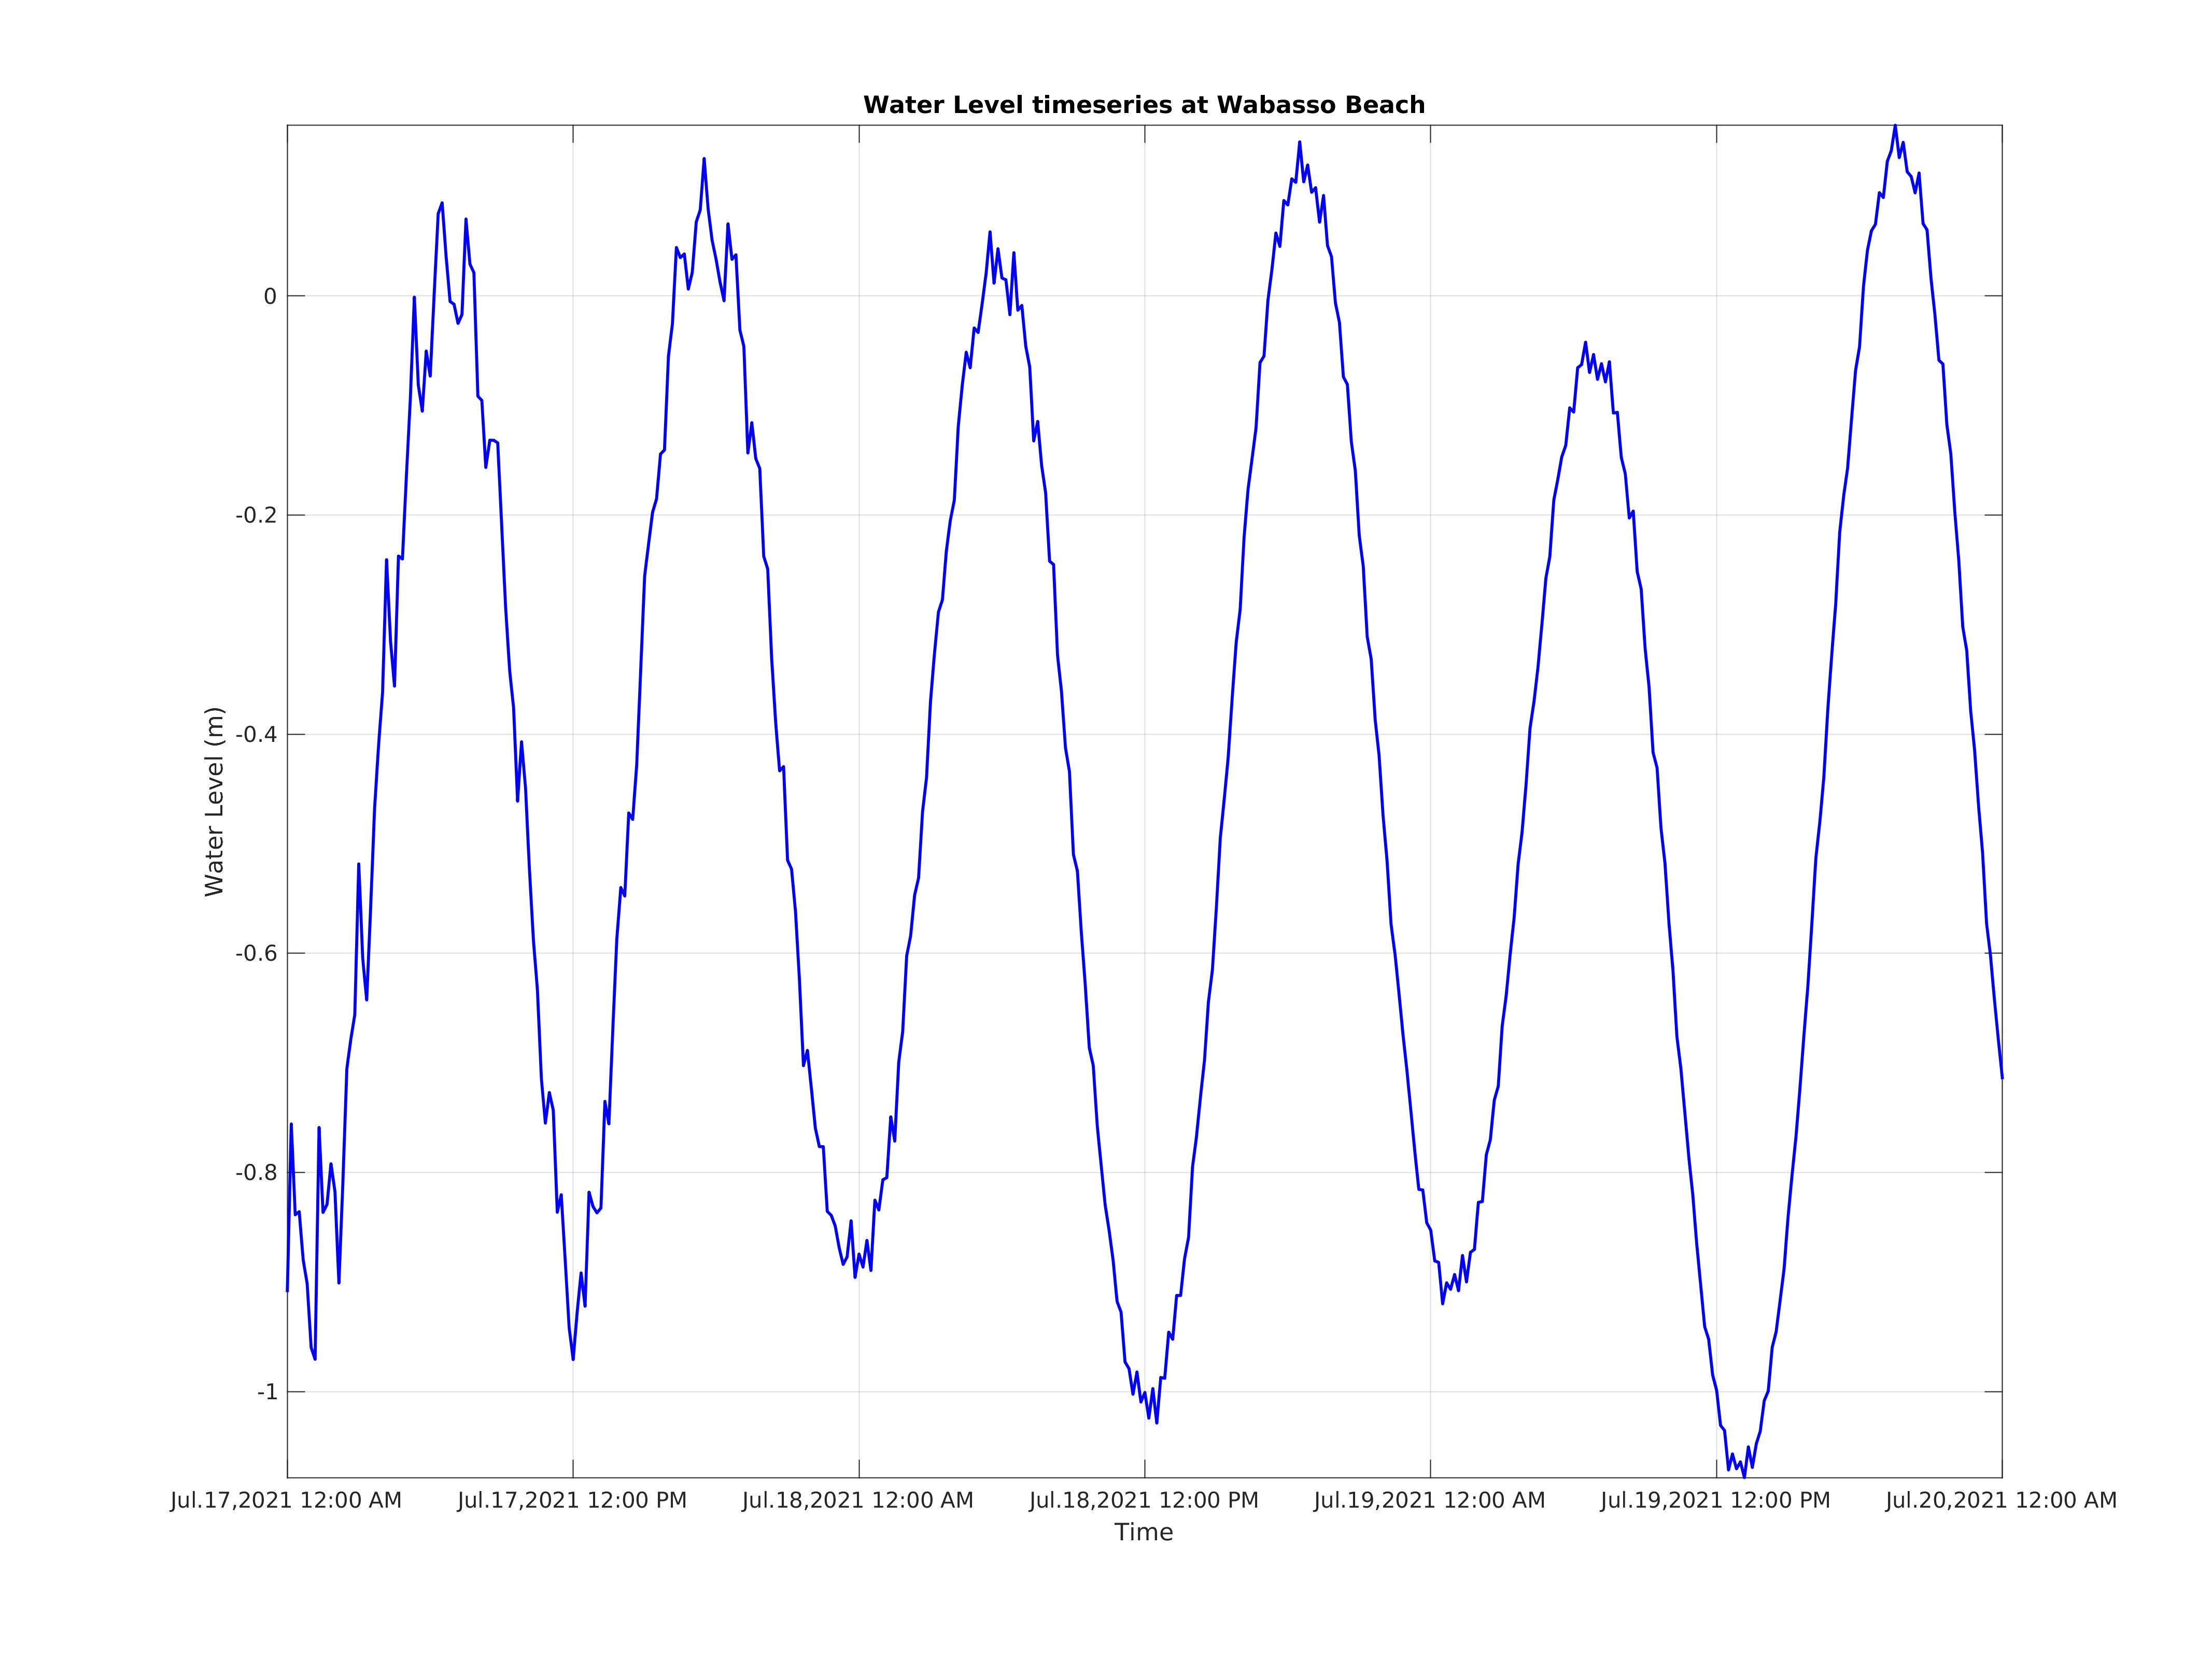 Water Level timeseries at Wabasso Beach
Water Level (m)
0
-0.2
-0.4
-0.6
-0.8
-1
Jul.17,2021 12:00 AM
Jul.17,2021 12:00 PM
Jul.18,2021 12:00 AM
Jul.18,2021 12:00 PM
Jul.19,2021 12:00 AM
Jul.19,2021 12:00 PM
Jul.20,2021 12:00 AM
Time